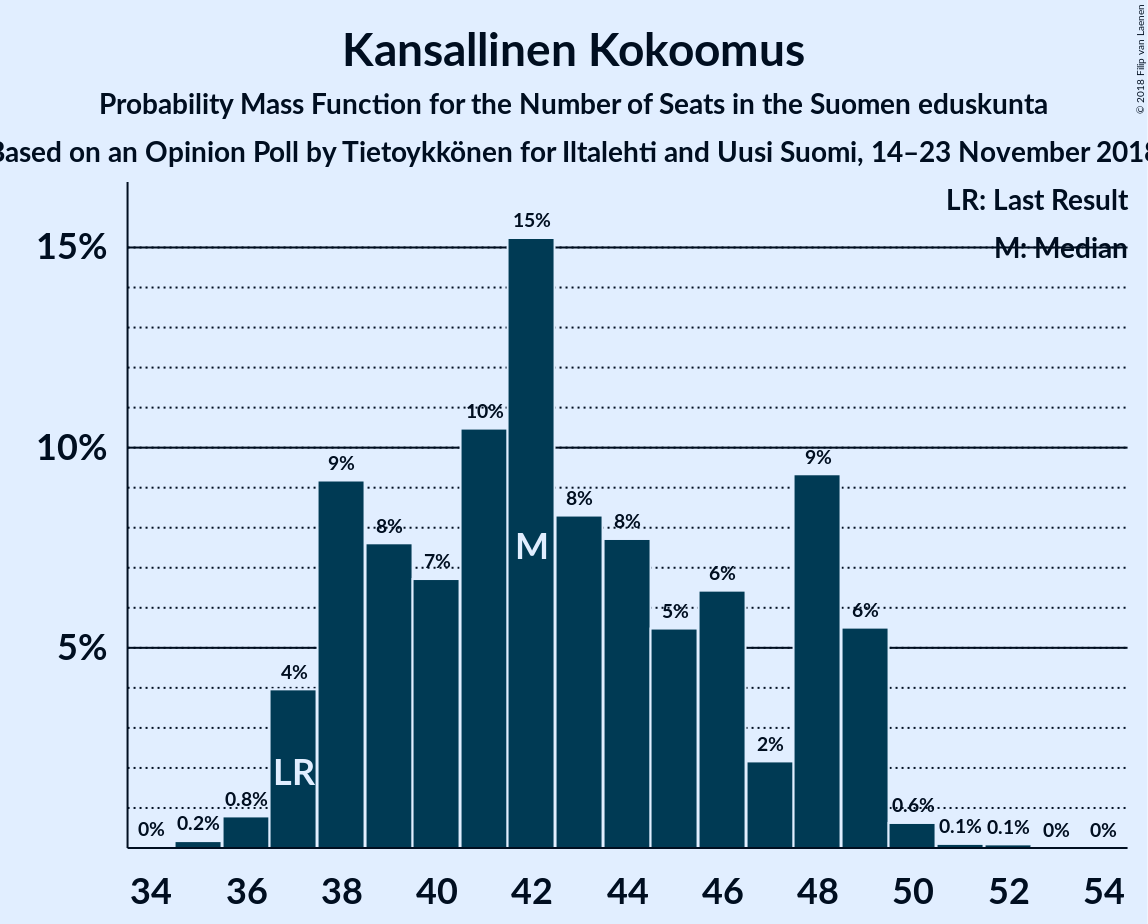 Kansallinen Kokoomus
Probability Mass Function for the Number of Seats in the Suomen eduskunta
Based on an Opinion Poll by Tietoykkönen for Iltalehti and Uusi Suomi, 14–23 November 2018
© 2018 Filip van Laenen
LR: Last Result
M: Median
15%
10%
5%
0%
0.2%
0.8%
4%
9%
8%
7%
10%
15%
8%
8%
5%
6%
2%
9%
6%
0.6%
0.1%
0.1%
0%
0%
LR
M
34 36 38 40 42 44 46 48 50 52 54